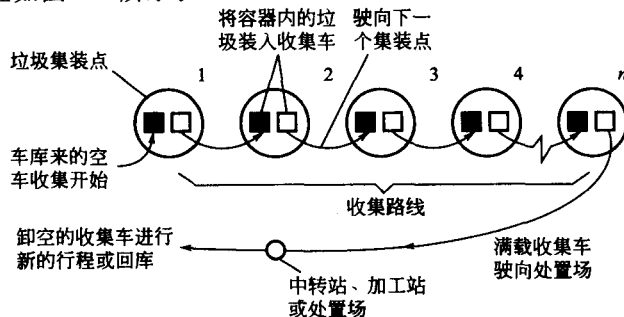 将容器内的垃
圾装入收集车
驶向下一
个集装点
垃圾集装点
1
2
3
4
n
车库来的空
车收集开始
收集路线
卸空的收集车进行
新的行程或回库
满载收集车
驶向处置场
中转站、加工站
或处置场